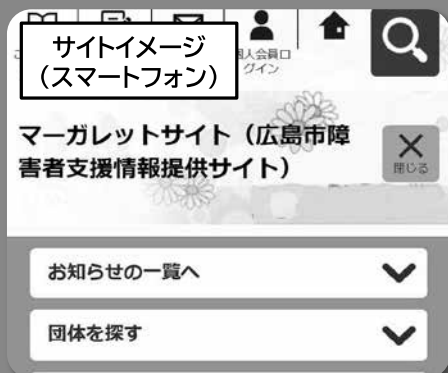 サイトイメージ
（スマートフォン）
個人会員ロ
グイン
マーガレットサイト（広島市障
害者支援情報提供サイト）
閉じる
お知らせの一覧へ
団体を探す